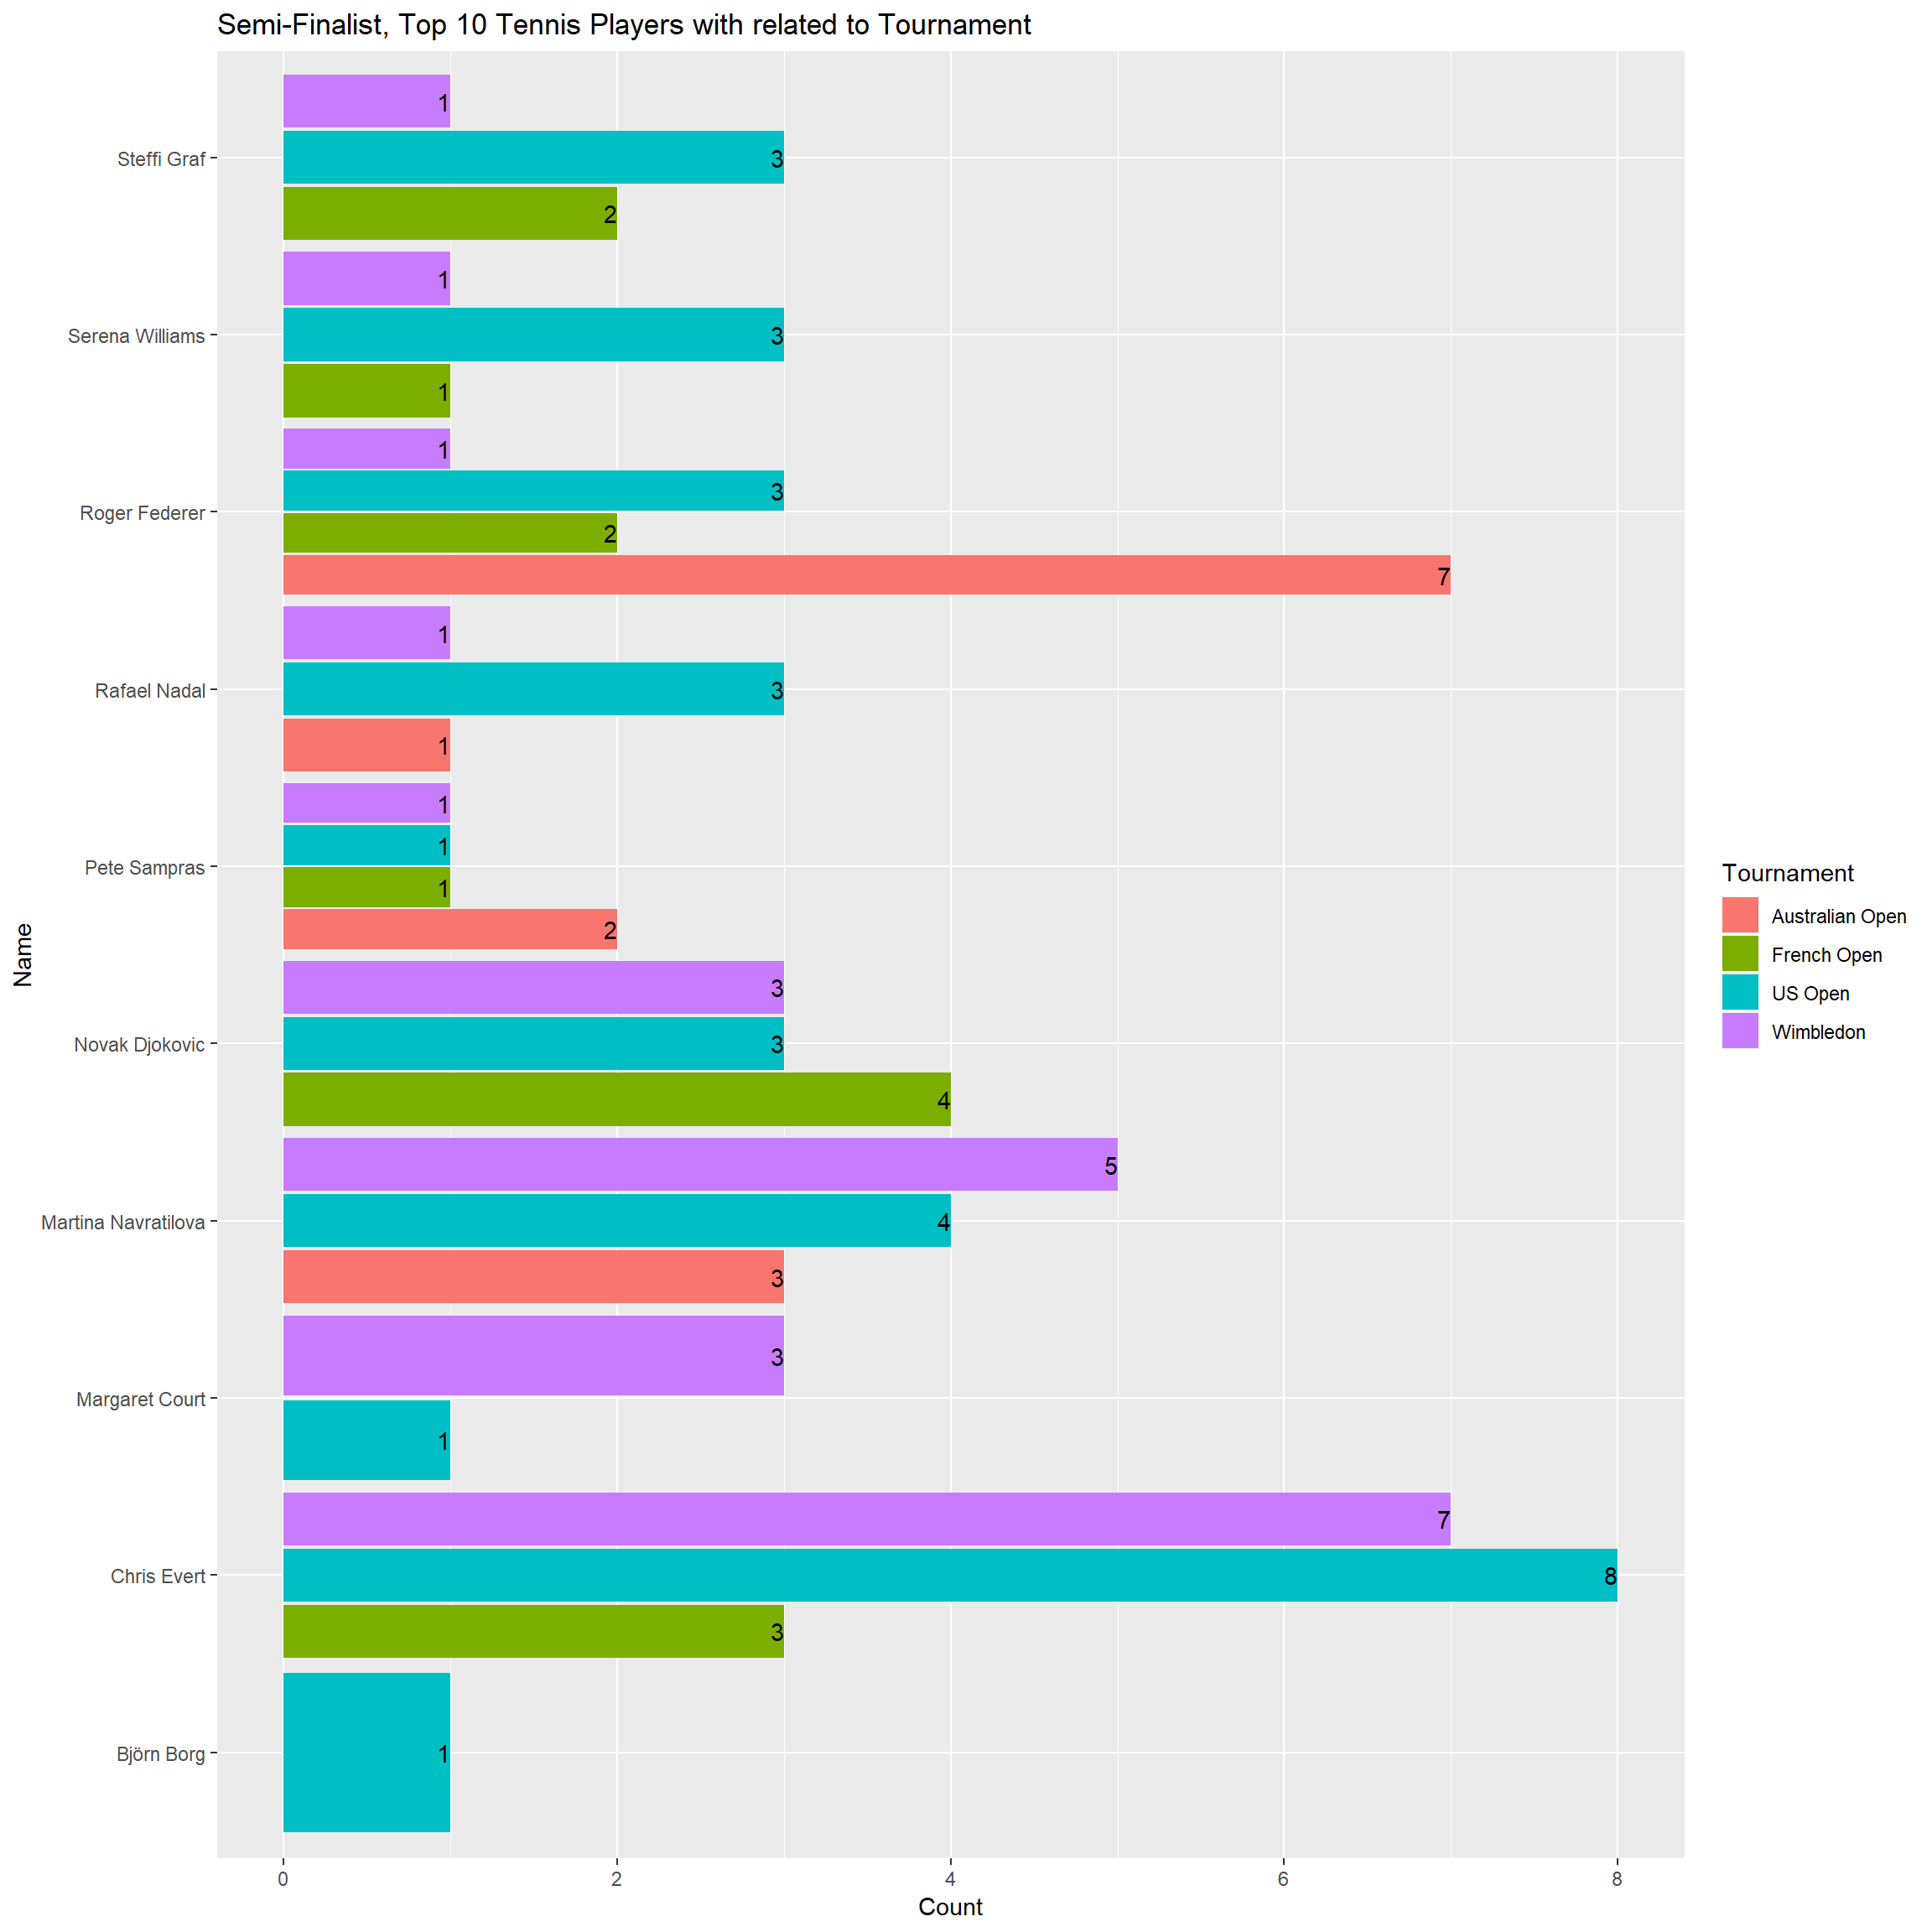 Semi-Finalist, Top 10 Tennis Players with related to Tournament
Name
Steffi Graf
1
3
2
Serena Williams
1
3
1
Roger Federer
1
3
2
7
Rafael Nadal
1
3
1
Pete Sampras
1
1
1
2
Novak Djokovic
3
3
4
Martina Navratilova
5
4
3
Margaret Court
3
1
Chris Evert
7
8
3
Björn Borg
1
0 2 4 6 8
Count
Tournament
Australian Open
French Open
US Open
Wimbledon